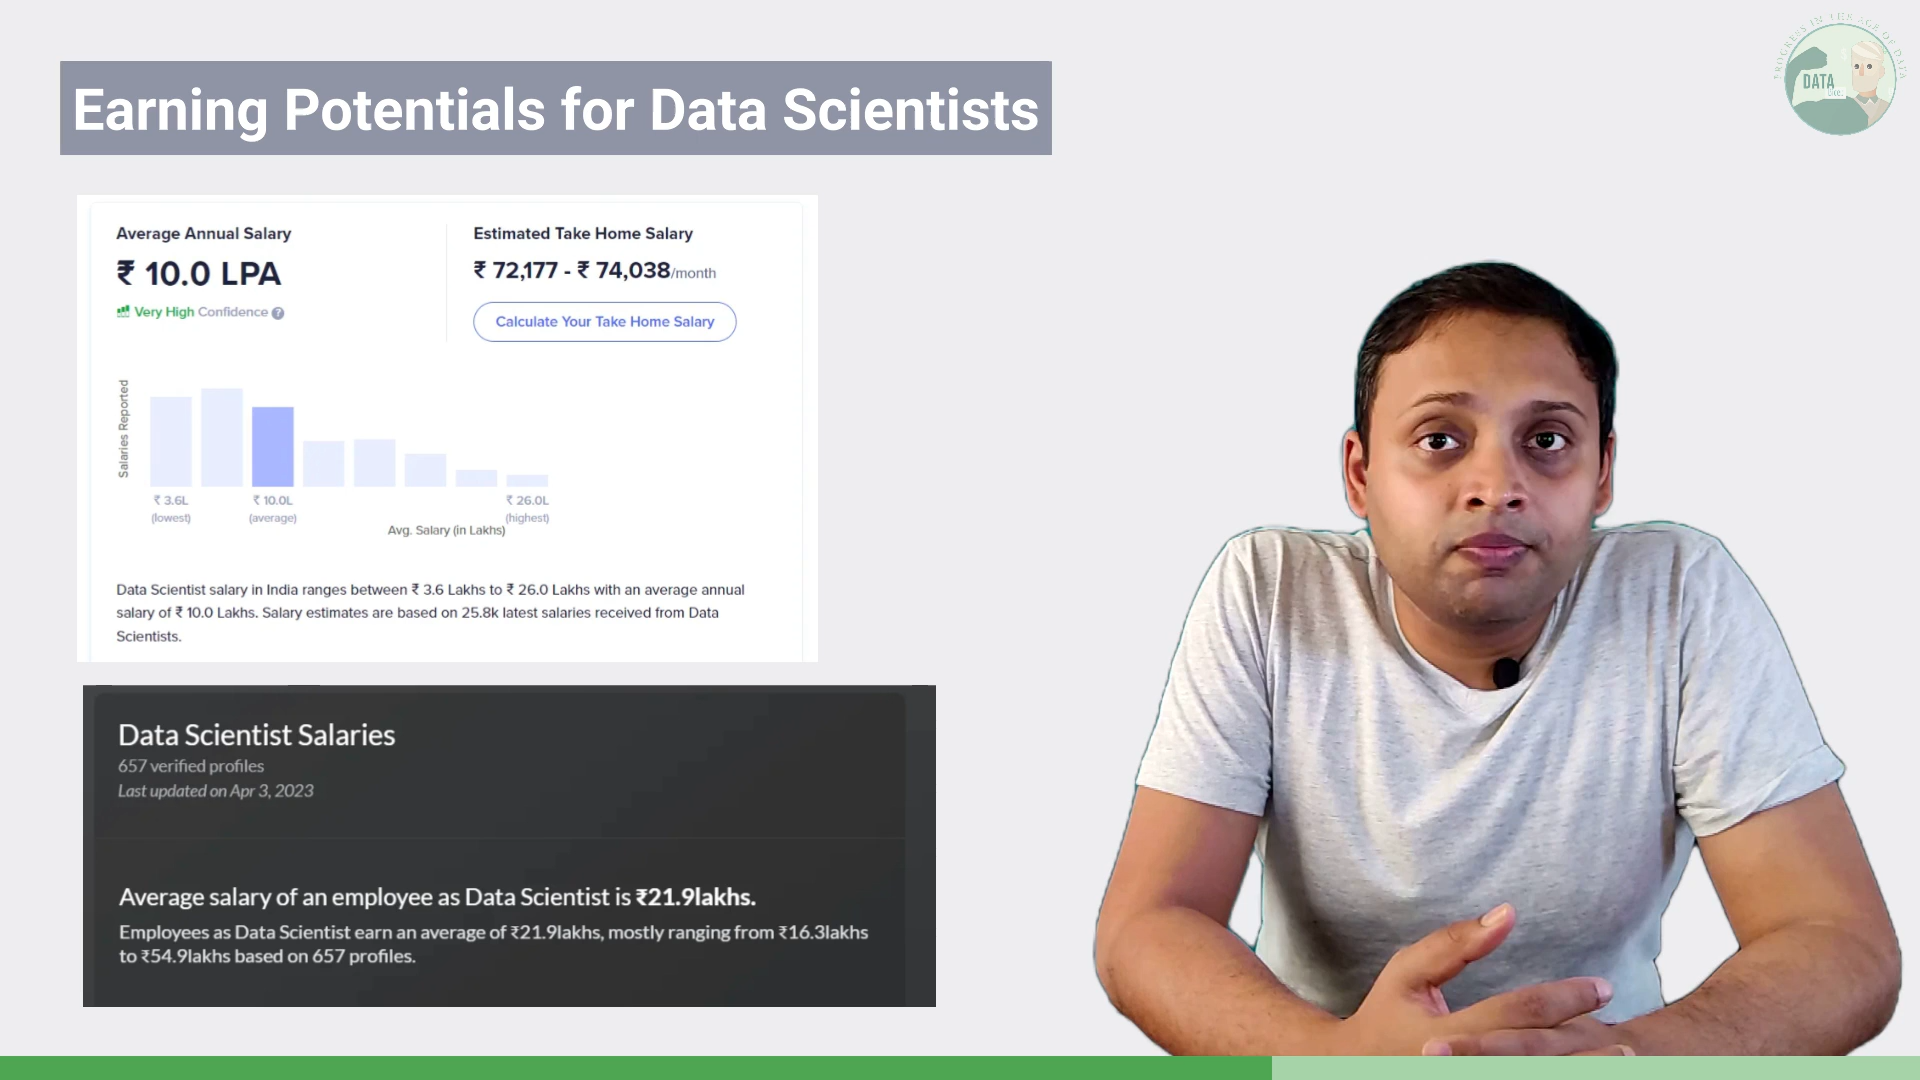 PROGRESS IN THE AGE OF DATA
DATA
Earning Potentials for Data Scientists
Average Annual Salary
₹ 10.0 LPA
Very High Confidence ?
Estimated Take Home Salary
₹ 72,177 - ₹ 74,038/month
Calculate Your Take Home Salary
Salaries Reported
₹ 3.6L
(lowest)
₹ 10.0L
(average)
₹ 26.0L
(highest)
Avg. Salary (in Lakhs)
Data Scientist salary in India ranges between ₹ 3.6 Lakhs to ₹ 26.0 Lakhs with an average annual
salary of ₹ 10.0 Lakhs. Salary estimates are based on 25.8k latest salaries received from Data
Scientists.
Data Scientist Salaries
657 verified profiles
Last updated on Apr 3, 2023
Average salary of an employee as Data Scientist is ₹21.9lakhs.
Employees as Data Scientist earn an average of ₹21.9lakhs, mostly ranging from ₹16.3lakhs
to ₹54.9lakhs based on 657 profiles.